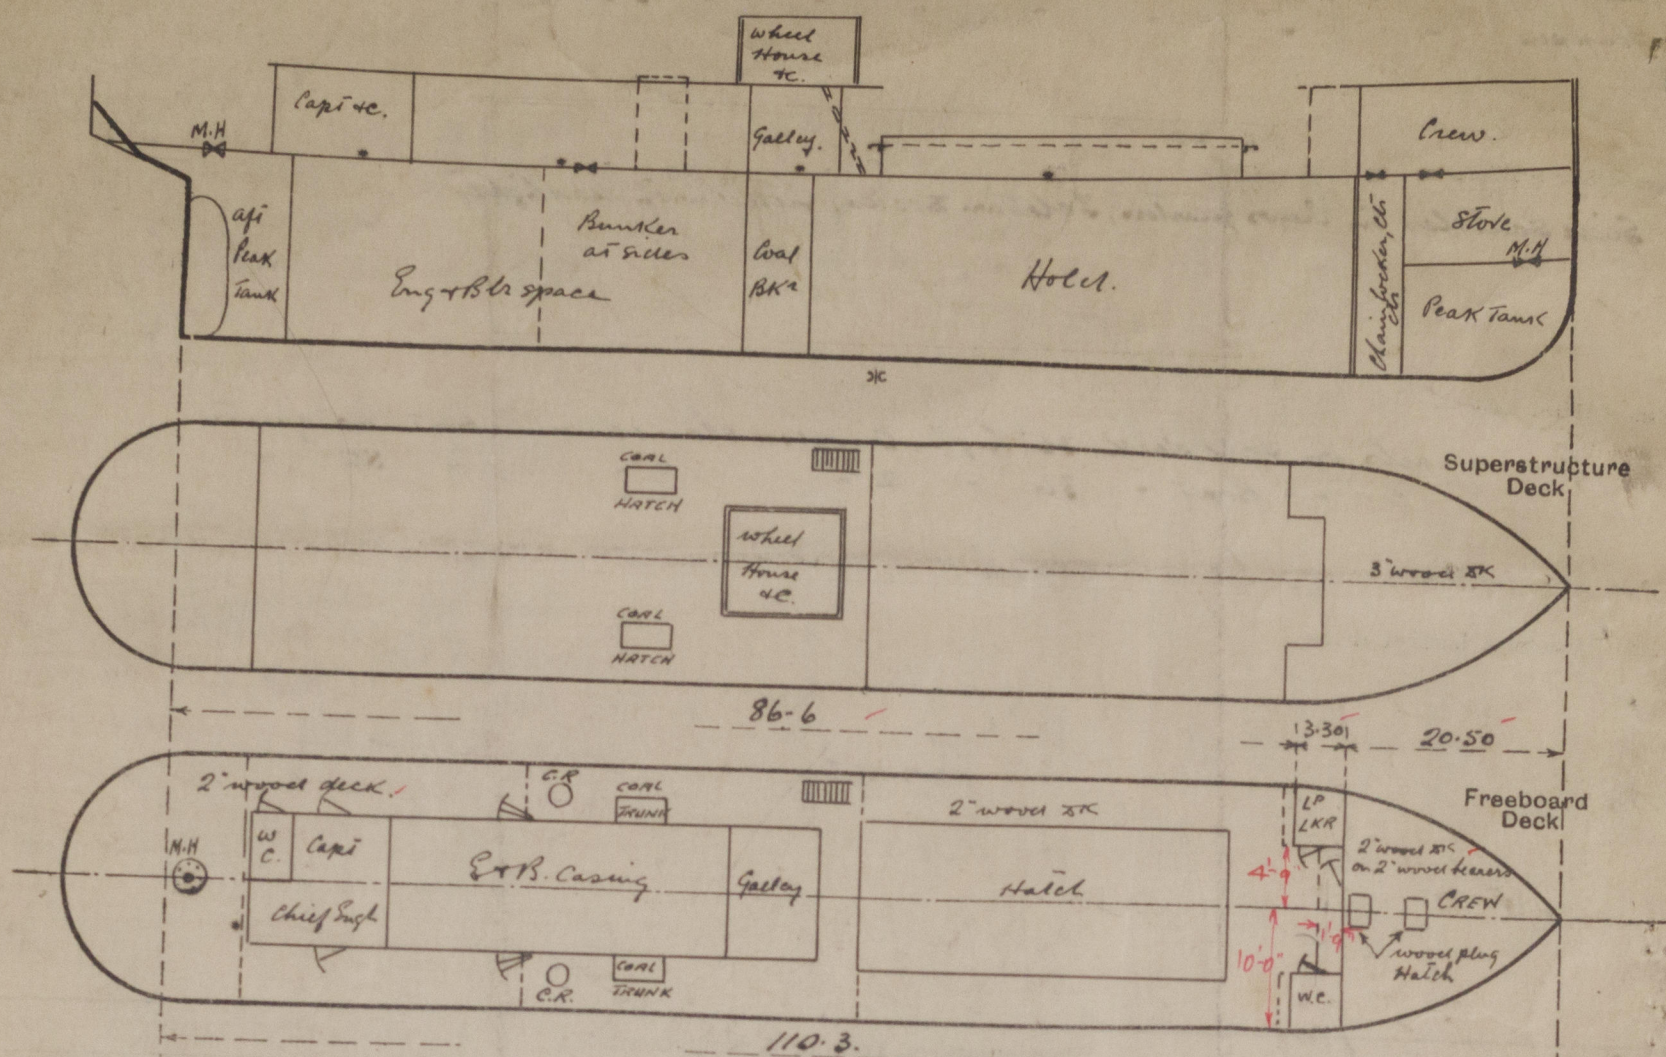 Wheel
House
&c.
Capt &c.
M.H
Galley.
Crew.
aft
Peak
Tank
Bunker
at sides
Eng & Blr space
Coal
BKr
Hold.
Chain Locker, etc
Store
M.H
Peak Tank
Superstructure
Deck
COAL
HATCH
Wheel
House
&c.
3" wood DK
COAL
HATCH
86-6
3.30
20.50
2" wood deck.
C.R
COAL
TRUNK
2" wood DK
LP
LKR
Freeboard
Deck
M.H
W
C.
Capt
E & B. Casing
Galley
Hatch
4'-9
2" wood DK
on 2" wood bearers
CREW
Chief Engr
10'-0"
1'-9"
wood plug
Hatch
C.R.
COAL
TRUNK
W.C.
110.3.